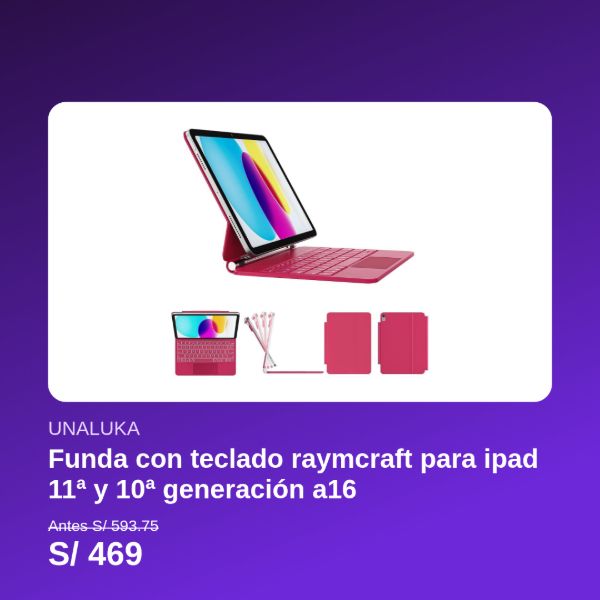 UNALUKA
Funda con teclado raymcraft para ipad
11ª y 10ª generación a16
Antes S/ 593.75
S/ 469